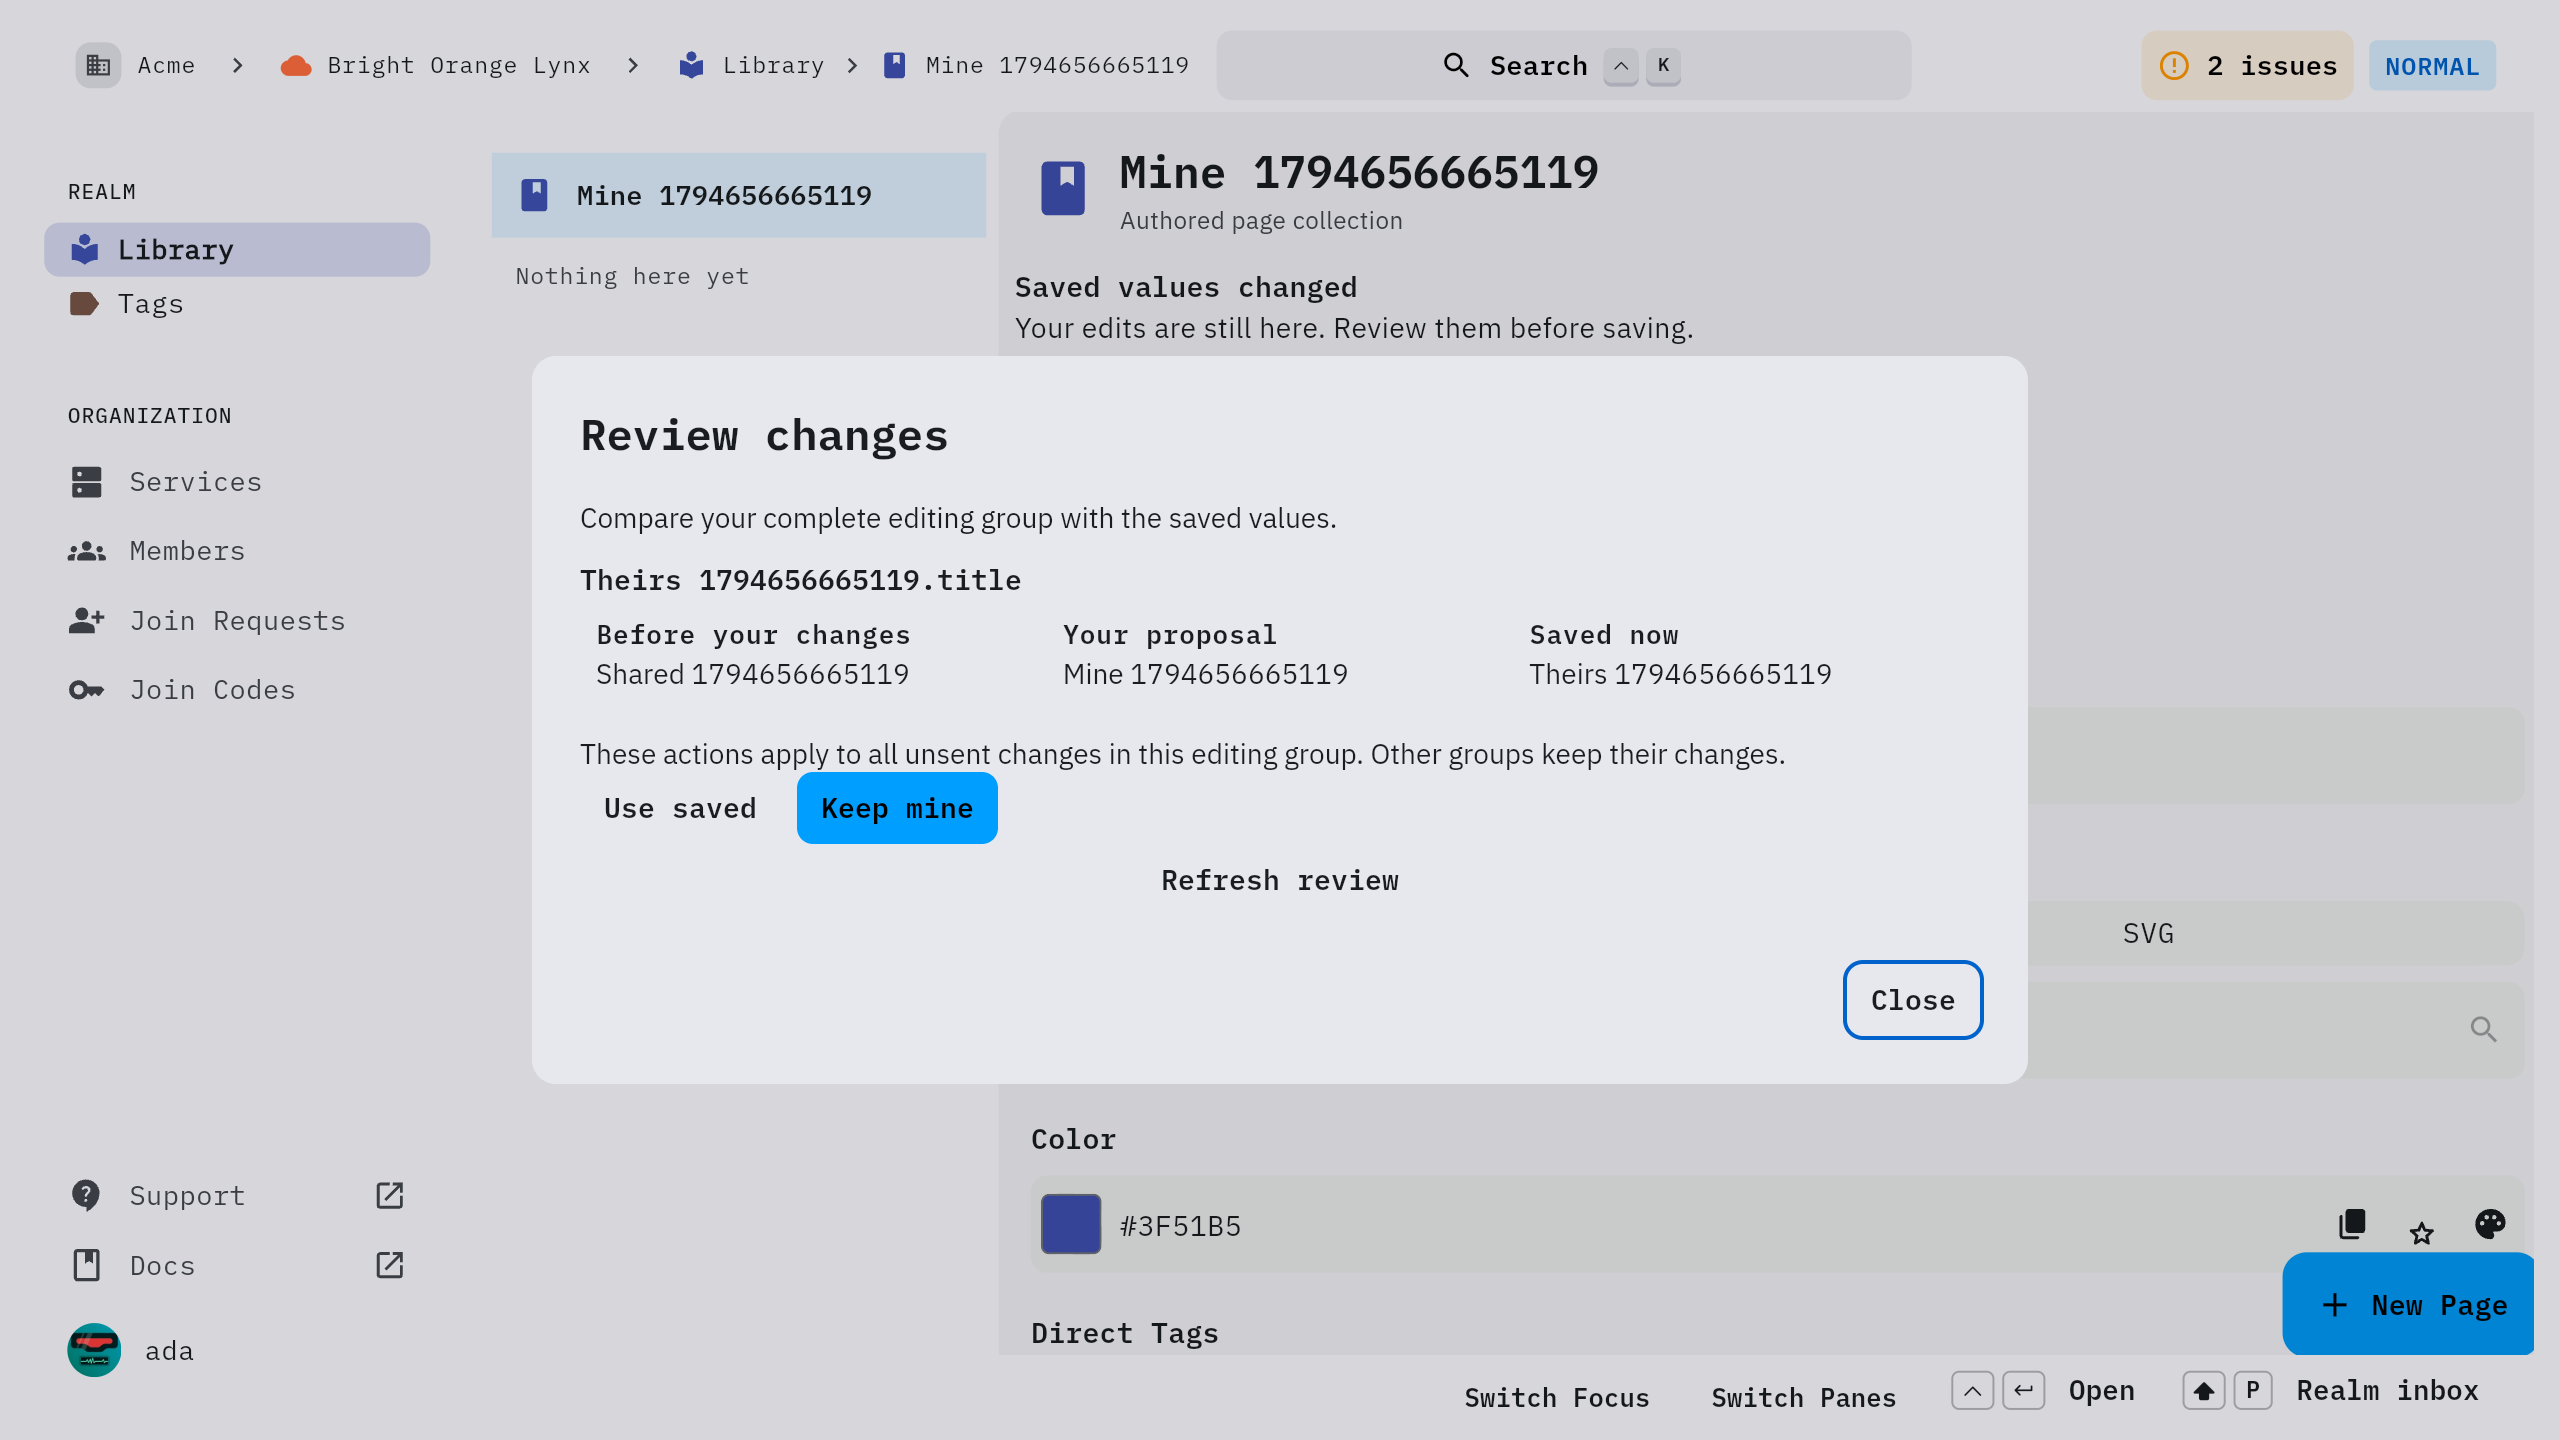 Acme
Bright Orange Lynx
Library
Mine 1794656665119
Search
K
2 issues
NORMAL
REALM
Library
Tags
ORGANIZATION
Services
Members
Join Requests
Join Codes
Support
Docs
ada
Mine 1794656665119
Nothing here yet
Mine 1794656665119
Authored page collection
Saved values changed
Your edits are still here. Review them before saving.
Review changes
Compare your complete editing group with the saved values.
Theirs 1794656665119.title
Before your changes
Shared 1794656665119
Your proposal
Mine 1794656665119
Saved now
Theirs 1794656665119
These actions apply to all unsent changes in this editing group. Other groups keep their changes.
Use saved
Keep mine
Refresh review
Close
SVG
Color
#3F51B5
Direct Tags
New Page
Switch Focus
Switch Panes
Open
P
Realm inbox